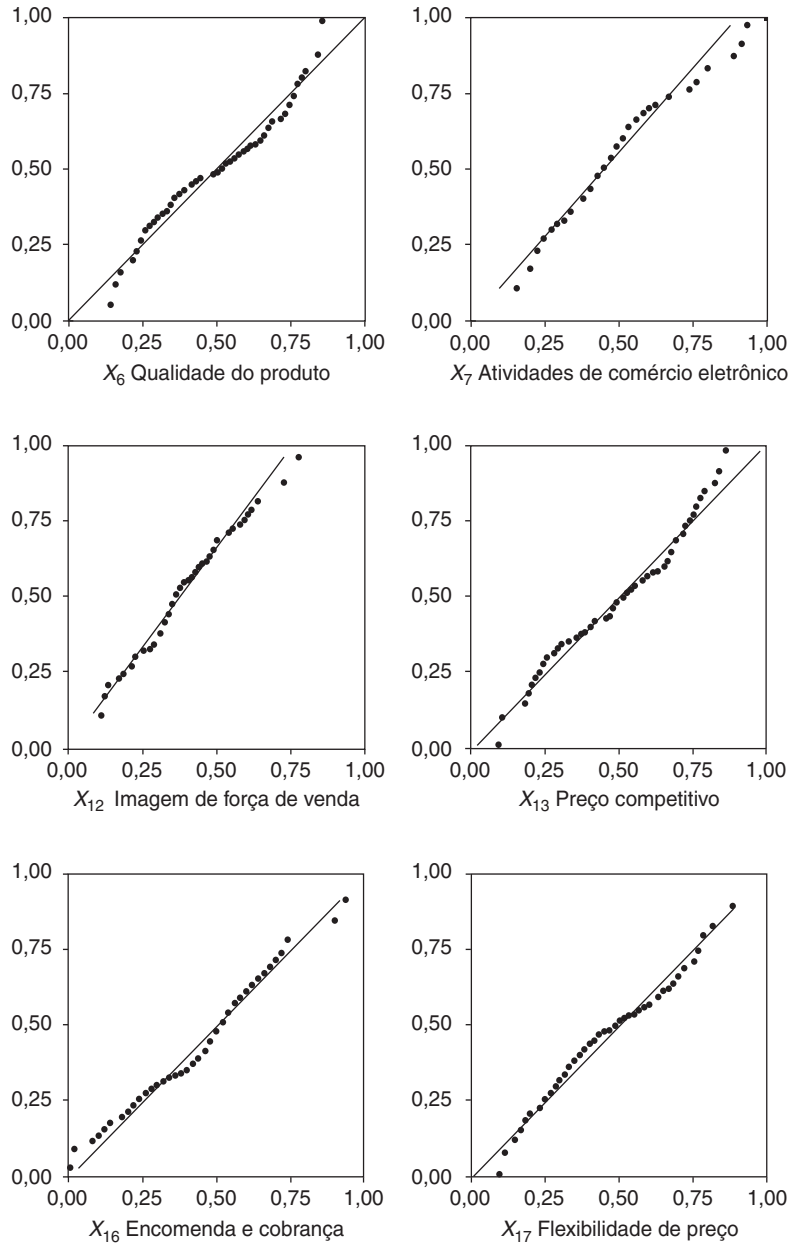 1,00 1,00
0,75 0,75
0,50 0,50
0,25 0,25
0,00 0,00
0,00 0,25 0,50 0,75 1,00 0,00 0,25 0,50 0,75 1,00
X6 Qualidade do produto X7 Atividades de comércio eletrônico
1,00 1,00
0,75 0,75
0,50 0,50
0,25 0,25
0,00 0,00
0,00 0,25 0,50 0,75 1,00 0,00 0,25 0,50 0,75 1,00
X12 Imagem de força de venda X13 Preço competitivo
1,00 1,00
0,75 0,75
0,50 0,50
0,25 0,25
0,00 0,00
0,00 0,25 0,50 0,75 1,00 0,00 0,25 0,50 0,75 1,00
X16 Encomenda e cobrança X17 Flexibilidade de preço